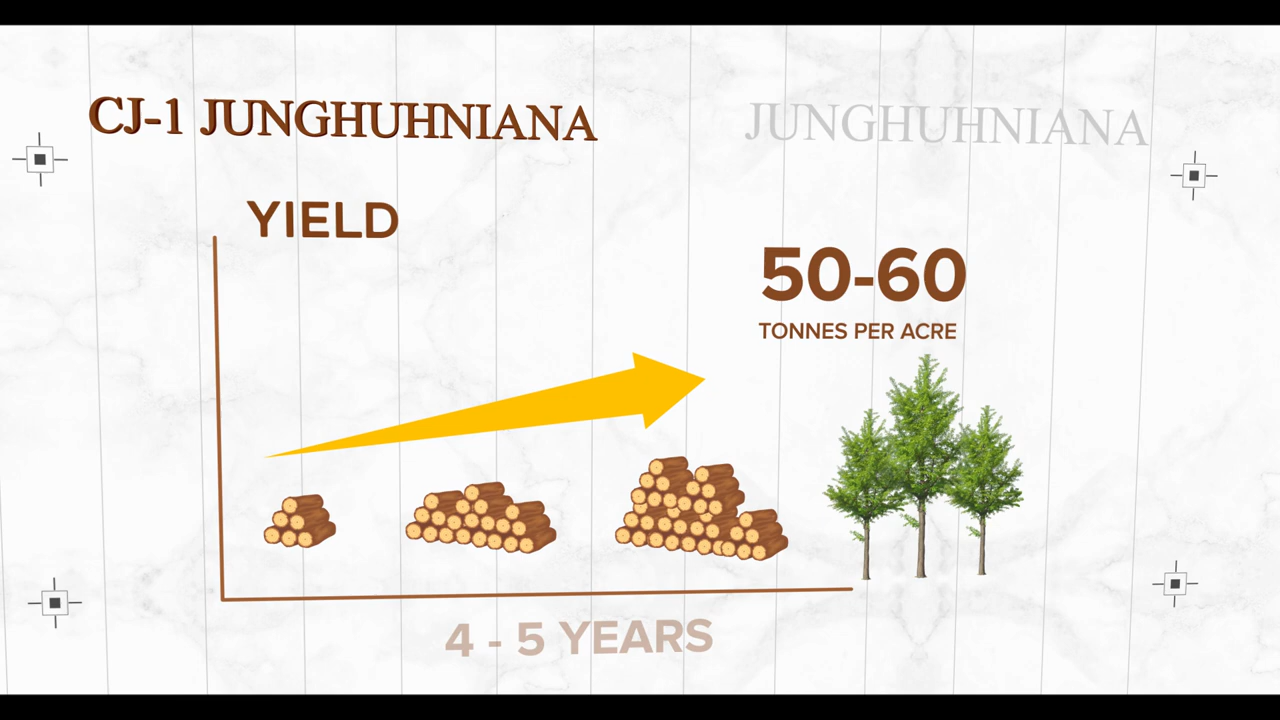 CJ-1 JUNGHUHNIANA
JUNGHUHNIANA
YIELD
50-60
TONNES PER ACRE
4 - 5 YEARS